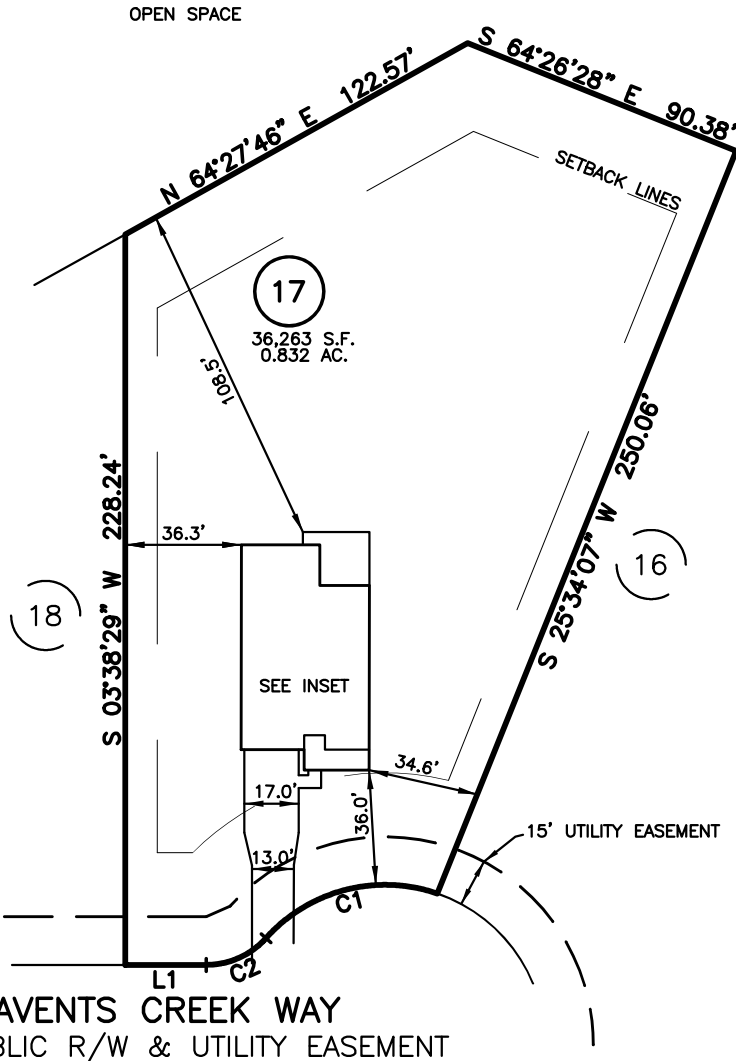 OPEN SPACE
S 64°26'28" E 90.38'
N 64°27'46" E 122.57'
SETBACK LINES
17
36,263 S.F.
0.832 AC.
108.5'
S 03°38'29" W 228.24'
36.3'
S 25°34'07" W 250.06'
16
18
SEE INSET
34.6'
17.0'
36.0'
15' UTILITY EASEMENT
13.0'
C1
C2
L1
AVENTS CREEK WAY
BLIC R/W & UTILITY EASEMENT